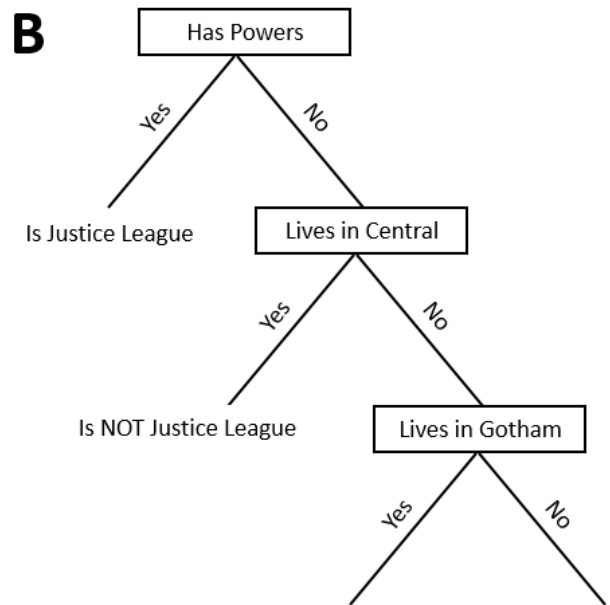 B
Has Powers
Yes
No
Is Justice League
Lives in Central
Yes
No
Is NOT Justice League
Lives in Gotham
Yes
No